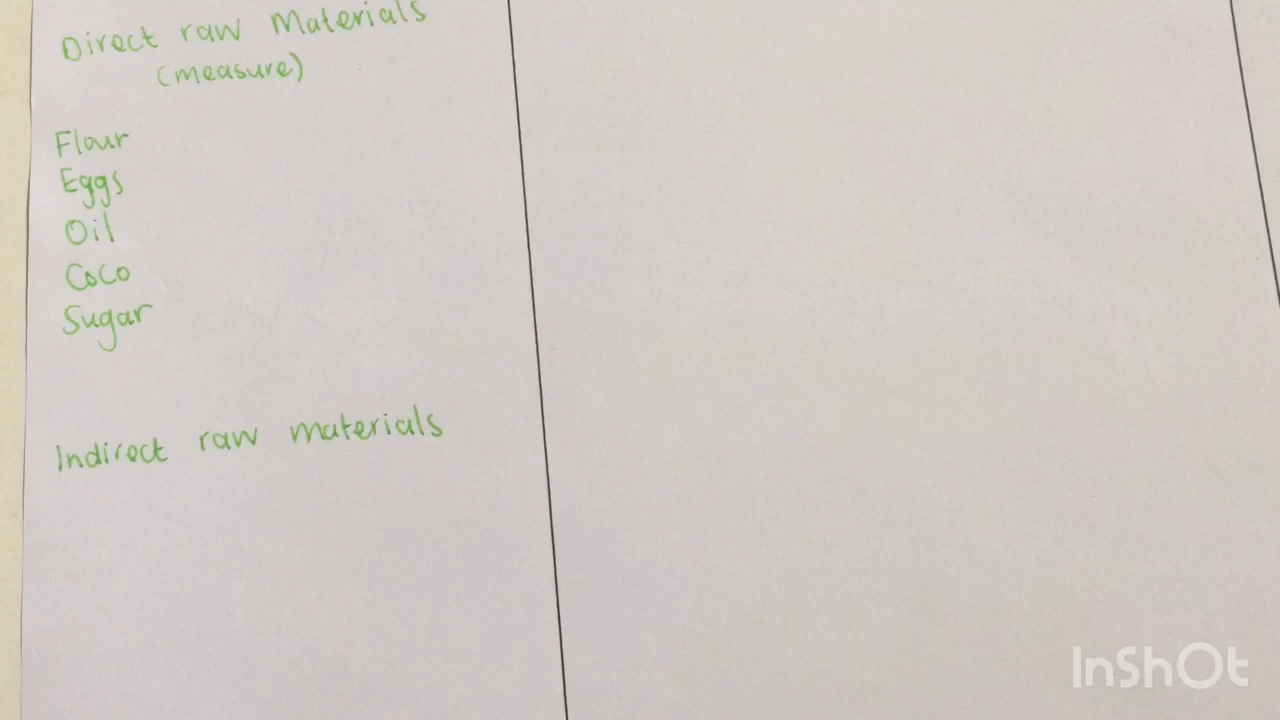 Direct raw Materials
(measure)
Flour
Eggs
Oil
Coco
Sugar
Indirect raw materials
InShOt